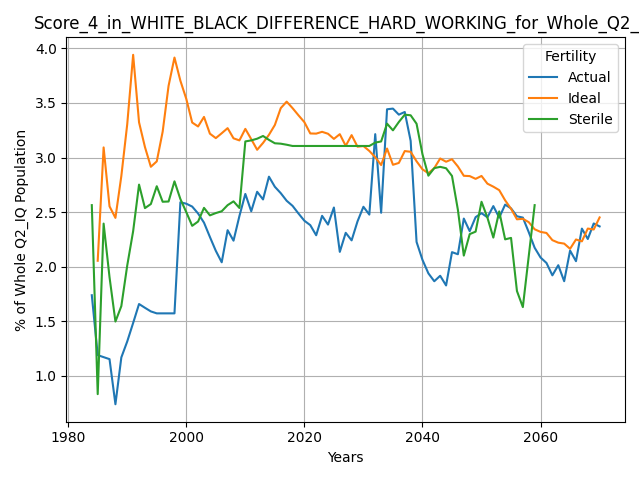 Score_4_in_WHITE_BLACK_DIFFERENCE_HARD_WORKING_for_Whole_Q2_
4.0
3.5
3.0
2.5
2.0
1.5
1.0
% of Whole Q2_IQ Population
Fertility
Actual
Ideal
Sterile
1980
2000
2020
2040
2060
Years